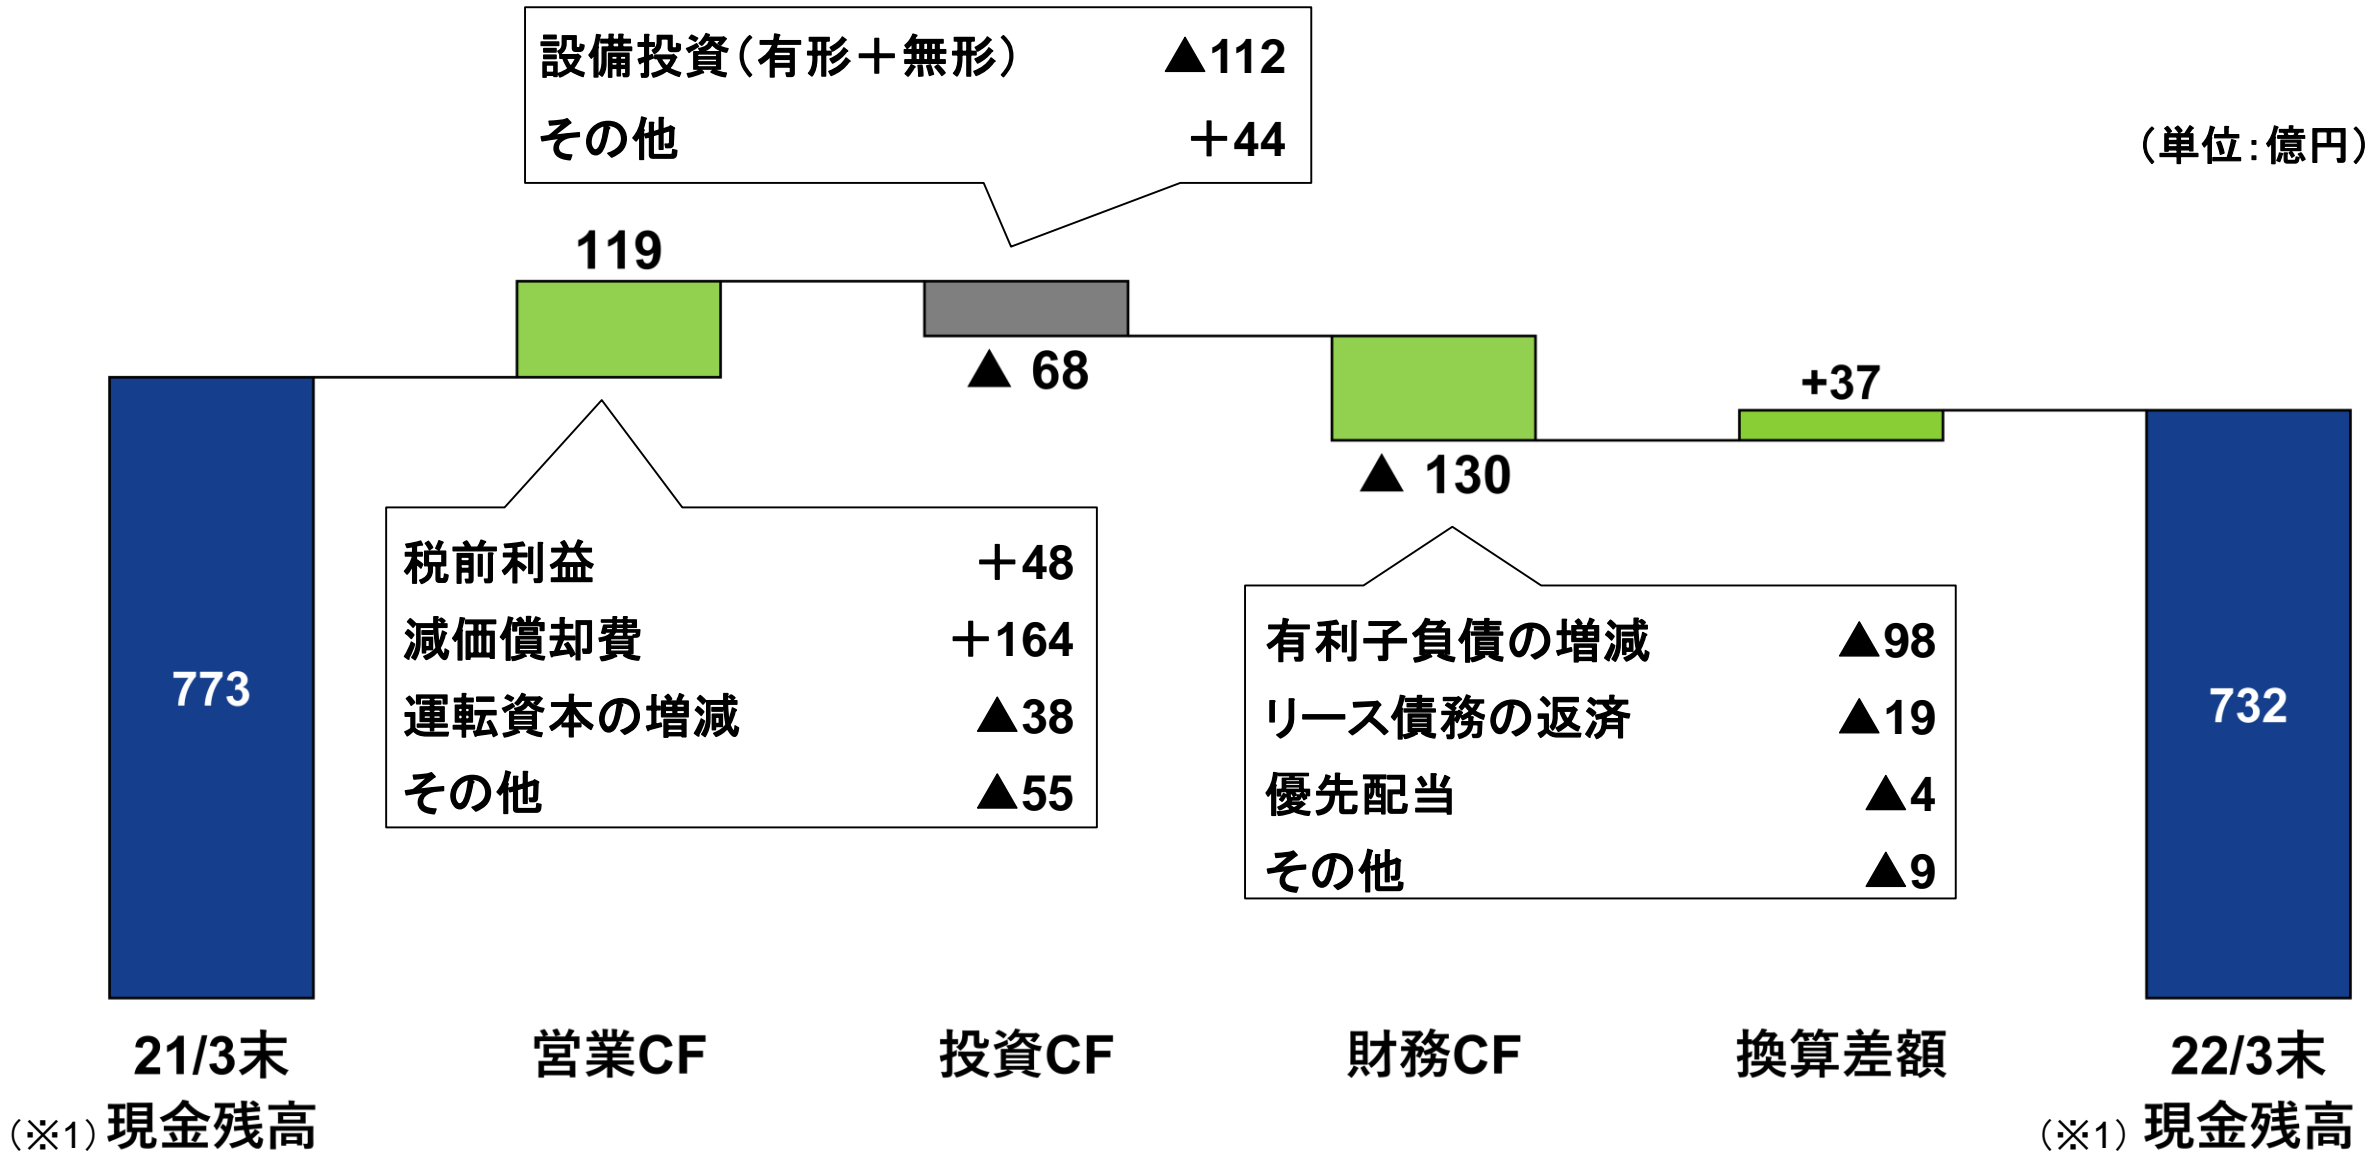 設備投資（有形＋無形） ▲112
その他 ＋44
（単位：億円）
119
▲ 68
+37
▲ 130
税前利益 ＋48
減価償却費 ＋164
運転資本の増減 ▲38
その他 ▲55
有利子負債の増減 ▲98
リース債務の返済 ▲19
優先配当 ▲4
その他 ▲9
773
732
21/3末 営業CF 投資CF 財務CF 換算差額 22/3末
（※1）現金残高 （※1）現金残高